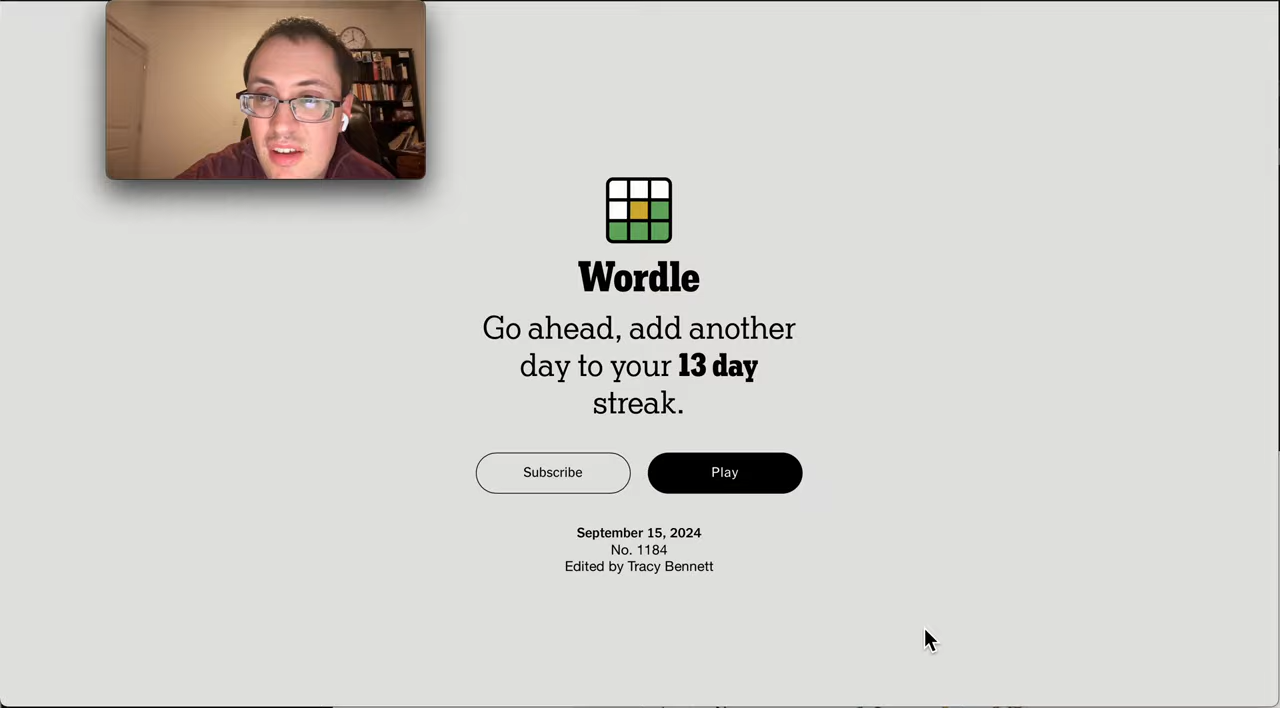 Wordle
Go ahead, add another
day to your 13 day
streak.
Subscribe
Play
September 15, 2024
No. 1184
Edited by Tracy Bennett